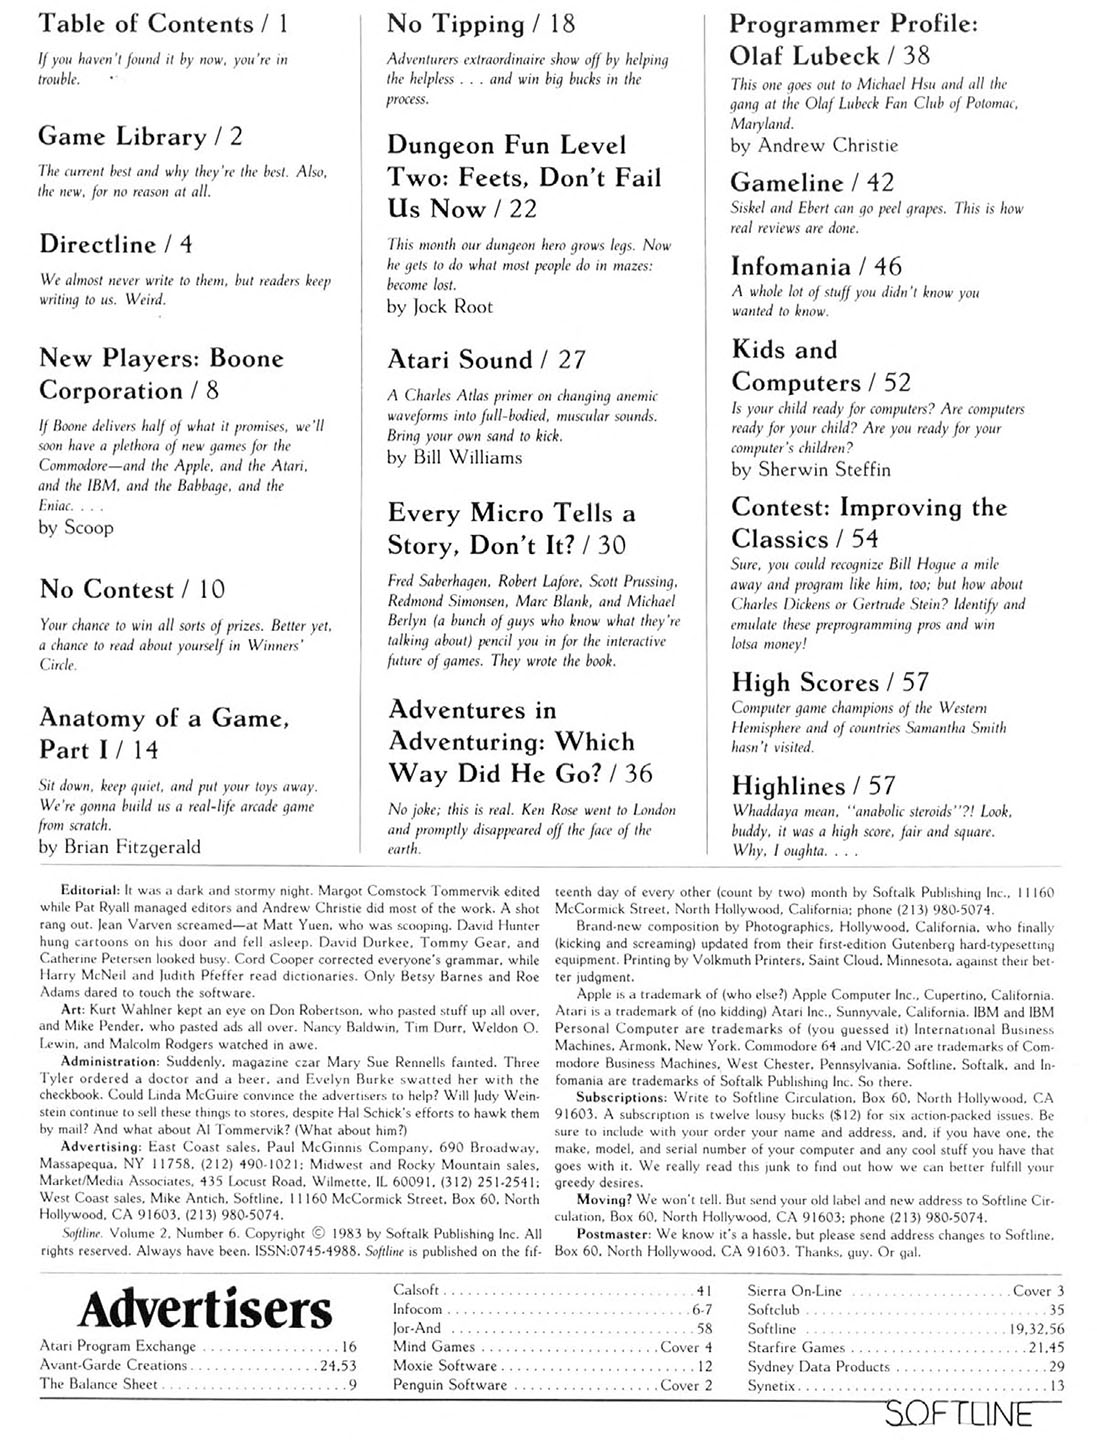 Table of Contents / 1
If you haven't found it by now, you're in
trouble.
Game Library / 2
The current best and why they're the best. Also,
the new, for no reason at all.
Directline / 4
We almost never write to them, but readers keep
writing to us. Weird.
New Players: Boone
Corporation / 8
If Boone delivers half of what it promises, we'll
soon have a plethora of new games for the
Commodore—and the Apple, and the Atari,
and the IBM, and the Babbage, and the
Eniac. . . .
by Scoop
No Contest / 10
Your chance to win all sorts of prizes. Better yet,
a chance to read about yourself in Winners'
Circle.
Anatomy of a Game,
Part I / 14
Sit down, keep quiet, and put your toys away.
We're gonna build us a real-life arcade game
from scratch.
by Brian Fitzgerald
No Tipping / 18
Adventurers extraordinaire show off by helping
the helpless . . . and win big bucks in the
process.
Dungeon Fun Level
Two: Feets, Don't Fail
Us Now / 22
This month our dungeon hero grows legs. Now
he gets to do what most people do in mazes:
become lost.
by Jock Root
Atari Sound / 27
A Charles Atlas primer on changing anemic
waveforms into full-bodied, muscular sounds.
Bring your own sand to kick.
by Bill Williams
Every Micro Tells a
Story, Don't It? / 30
Fred Saberhagen, Robert Lafore, Scott Prussing,
Redmond Simonsen, Marc Blank, and Michael
Berlyn (a bunch of guys who know what they're
talking about) pencil you in for the interactive
future of games. They wrote the book.
Adventures in
Adventuring: Which
Way Did He Go? / 36
No joke; this is real. Ken Rose went to London
and promptly disappeared off the face of the
earth.
Programmer Profile:
Olaf Lubeck / 38
This one goes out to Michael Hsu and all the
gang at the Olaf Lubeck Fan Club of Potomac,
Maryland.
by Andrew Christie
Gameline / 42
Siskel and Ebert can go peel grapes. This is how
real reviews are done.
Infomania / 46
A whole lot of stuff you didn't know you
wanted to know.
Kids and
Computers / 52
Is your child ready for computers? Are computers
ready for your child? Are you ready for your
computer's children?
by Sherwin Steffin
Contest: Improving the
Classics / 54
Sure, you could recognize Bill Hogue a mile
away and program like him, too; but how about
Charles Dickens or Gertrude Stein? Identify and
emulate these preprogramming pros and win
lotsa money!
High Scores / 57
Computer game champions of the Western
Hemisphere and of countries Samantha Smith
hasn't visited.
Highlines / 57
Whaddaya mean, "anabolic steroids"?! Look,
buddy, it was a high score, fair and square.
Why, I oughta. . . .
Editorial: It was a dark and stormy night. Margot Comstock Tommervik edited
while Pat Ryall managed editors and Andrew Christie did most of the work. A shot
rang out. Jean Varven screamed—at Matt Yuen, who was scooping. David Hunter
hung cartoons on his door and fell asleep. David Durkee, Tommy Gear, and
Catherine Petersen looked busy. Cord Cooper corrected everyone's grammar, while
Harry McNeil and Judith Pfeffer read dictionaries. Only Betsy Barnes and Roe
Adams dared to touch the software.
Art: Kurt Wahlner kept an eye on Don Robertson, who pasted stuff up all over,
and Mike Pender, who pasted ads all over. Nancy Baldwin, Tim Durr, Weldon O.
Lewin, and Malcolm Rodgers watched in awe.
Administration: Suddenly, magazine czar Mary Sue Rennells fainted. Three
Tyler ordered a doctor and a beer, and Evelyn Burke swatted her with the
checkbook. Could Linda McGuire convince the advertisers to help? Will Judy Wein-
stein continue to sell these things to stores, despite Hal Schick's efforts to hawk them
by mail? And what about Al Tommervik? (What about him?)
Advertising: East Coast sales, Paul McGinnis Company, 690 Broadway,
Massapequa, NY 11758, (212) 490-1021; Midwest and Rocky Mountain sales,
Market/Media Associates, 435 Locust Road, Wilmette, IL 60091, (312) 251-2541;
West Coast sales, Mike Antich, Softline, 11160 McCormick Street, Box 60, North
Hollywood, CA 91603, (213) 980-5074.
Softline. Volume 2, Number 6. Copyright © 1983 by Softalk Publishing Inc. All
rights reserved. Always have been. ISSN:0745-4988. Softline is published on the fif-
teenth day of every other (count by two) month by Softalk Publishing Inc., 11160
McCormick Street, North Hollywood, California; phone (213) 980-5074.
Brand-new composition by Photographics, Hollywood, California, who finally
(kicking and screaming) updated from their first-edition Gutenberg hard-typesetting
equipment. Printing by Volkmuth Printers, Saint Cloud, Minnesota, against their bet-
ter judgment.
Apple is a trademark of (who else?) Apple Computer Inc., Cupertino, California.
Atari is a trademark of (no kidding) Atari Inc., Sunnyvale, California. IBM and IBM
Personal Computer are trademarks of (you guessed it) International Business
Machines, Armonk, New York. Commodore 64 and VIC-20 are trademarks of Com-
modore Business Machines, West Chester, Pennsylvania. Softline, Softalk, and In-
fomania are trademarks of Softalk Publishing Inc. So there.
Subscriptions: Write to Softline Circulation, Box 60, North Hollywood, CA
91603. A subscription is twelve lousy bucks ($12) for six action-packed issues. Be
sure to include with your order your name and address, and, if you have one, the
make, model, and serial number of your computer and any cool stuff you have that
goes with it. We really read this junk to find out how we can better fulfill your
greedy desires.
Moving? We won't tell. But send your old label and new address to Softline Cir-
culation, Box 60, North Hollywood, CA 91603; phone (213) 980-5074.
Postmaster: We know it's a hassle, but please send address changes to Softline,
Box 60, North Hollywood, CA 91603. Thanks, guy. Or gal.
Advertisers
Atari Program Exchange . . . . . . . . . . . . . . . . . 16
Avant-Garde Creations . . . . . . . . . . . . . . . . 24,53
The Balance Sheet . . . . . . . . . . . . . . . . . . . . . . . 9
Calsoft . . . . . . . . . . . . . . . . . . . . . . . . . . . . . . 41
Infocom . . . . . . . . . . . . . . . . . . . . . . . . . . . . . 6-7
Jor-And . . . . . . . . . . . . . . . . . . . . . . . . . . . . . 58
Mind Games . . . . . . . . . . . . . . . . . . . . . . Cover 4
Moxie Software . . . . . . . . . . . . . . . . . . . . . . . 12
Penguin Software . . . . . . . . . . . . . . . . . . Cover 2
Sierra On-Line . . . . . . . . . . . . . . . . . . . . Cover 3
Softclub . . . . . . . . . . . . . . . . . . . . . . . . . . . . . 35
Softline . . . . . . . . . . . . . . . . . . . . . . . . . 19,32,56
Starfire Games . . . . . . . . . . . . . . . . . . . . . . 21,45
Sydney Data Products . . . . . . . . . . . . . . . . . . . 29
Synetix . . . . . . . . . . . . . . . . . . . . . . . . . . . . . . 13
SOFTLINE